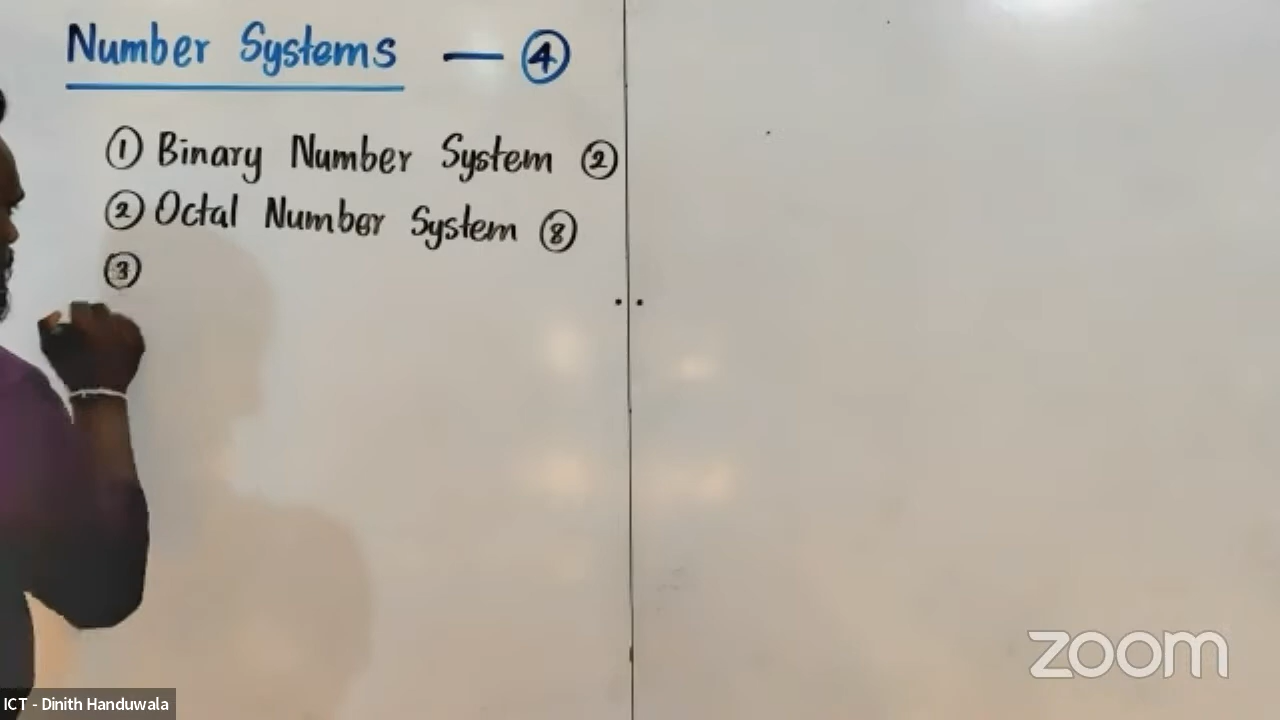 Number Systems — ④
① Binary Number System ②
② Octal Number System ⑧
③
zoom
ICT - Dinith Handuwala